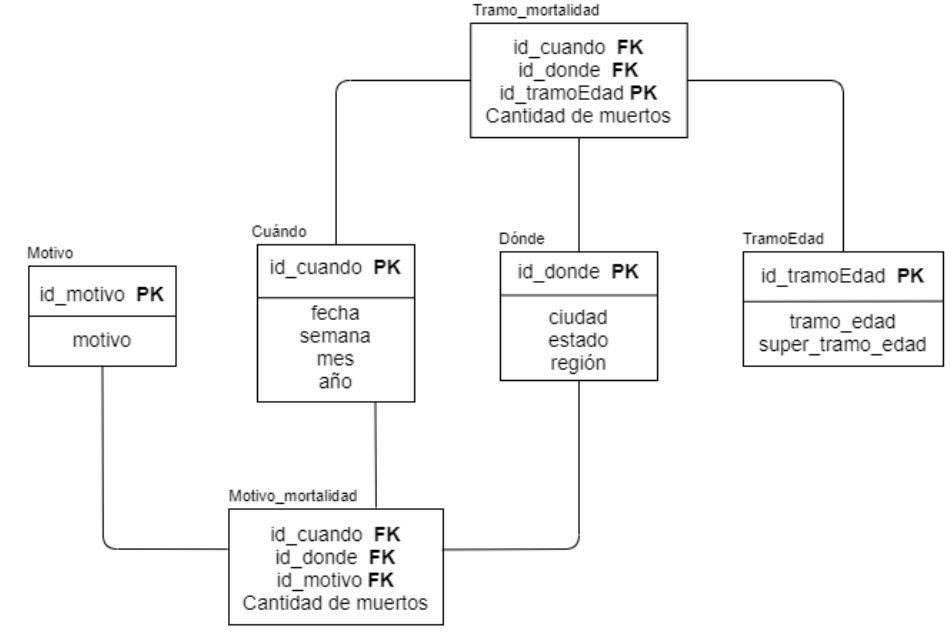 Tramo_mortalidad
id_cuando FK
id_donde FK
id_tramoEdad PK
Cantidad de muertos
Motivo
id_motivo PK
motivo
Cuándo
id_cuando PK
fecha
semana
mes
año
Dónde
id_donde PK
ciudad
estado
región
TramoEdad
id_tramoEdad PK
tramo_edad
super_tramo_edad
Motivo_mortalidad
id_cuando FK
id_donde FK
id_motivo FK
Cantidad de muertos